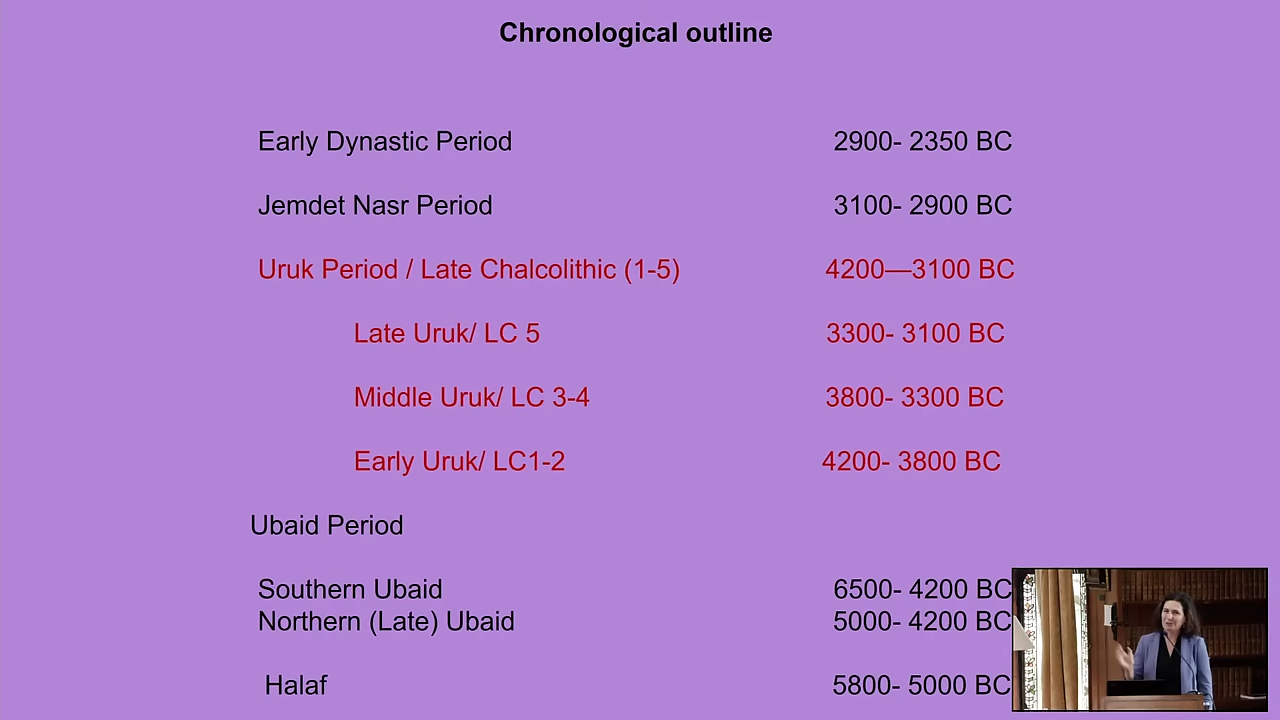 Chronological outline
Early Dynastic Period 2900- 2350 BC
Jemdet Nasr Period 3100- 2900 BC
Uruk Period / Late Chalcolithic (1-5) 4200—3100 BC
Late Uruk/ LC 5 3300- 3100 BC
Middle Uruk/ LC 3-4 3800- 3300 BC
Early Uruk/ LC1-2 4200- 3800 BC
Ubaid Period
Southern Ubaid 6500- 4200 BC
Northern (Late) Ubaid 5000- 4200 BC
Halaf 5800- 5000 BC